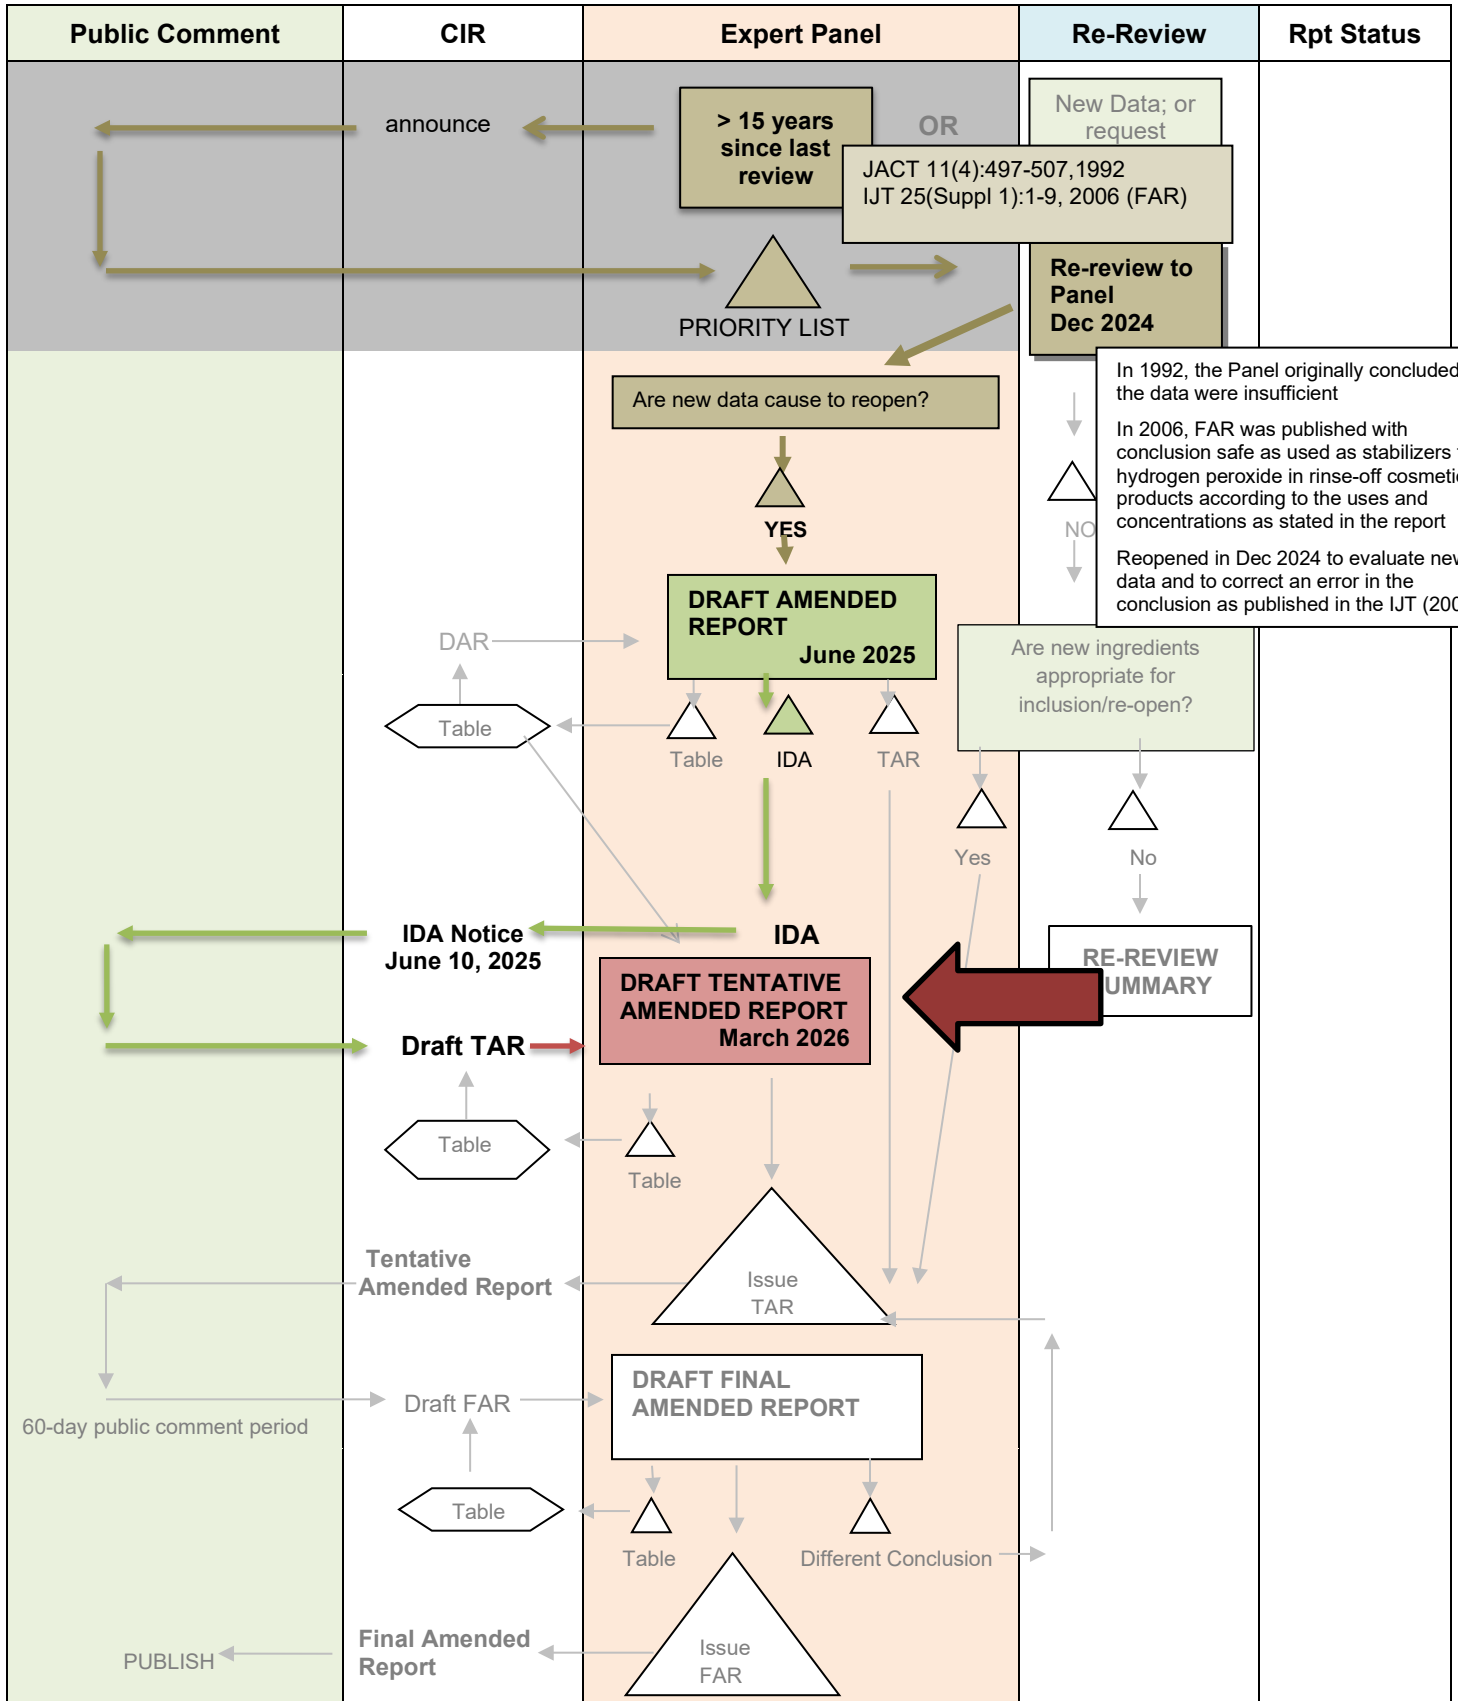 Public Comment
CIR
Expert Panel
Re-Review
Rpt Status
announce
> 15 years
since last
review
OR
New Data; or
request
JACT 11(4):497-507,1992
IJT 25(Suppl 1):1-9, 2006 (FAR)
PRIORITY LIST
Re-review to
Panel
Dec 2024
In 1992, the Panel originally concluded
the data were insufficient
In 2006, FAR was published with
conclusion safe as used as stabilizers
hydrogen peroxide in rinse-off
products according to the uses and
concentrations as stated in the report
Reopened in Dec 2024 to evaluate
data and to correct an error in the
conclusion as published in the IJT
Are new data cause to reopen?
YES
NO
DRAFT AMENDED
REPORT
June 2025
DAR
Table
Table
IDA
TAR
Are new ingredients
appropriate for
inclusion/re-open?
Yes
No
IDA Notice
June 10, 2025
IDA
RE-REVIEW
DRAFT TENTATIVE
AMENDED REPORT
March 2026
Draft TAR
Table
Table
Tentative
Amended Report
Issue
TAR
DRAFT FINAL
AMENDED REPORT
Draft FAR
60-day public comment period
Table
Table
Different Conclusion
Final Amended
Report
Issue
FAR
PUBLISH